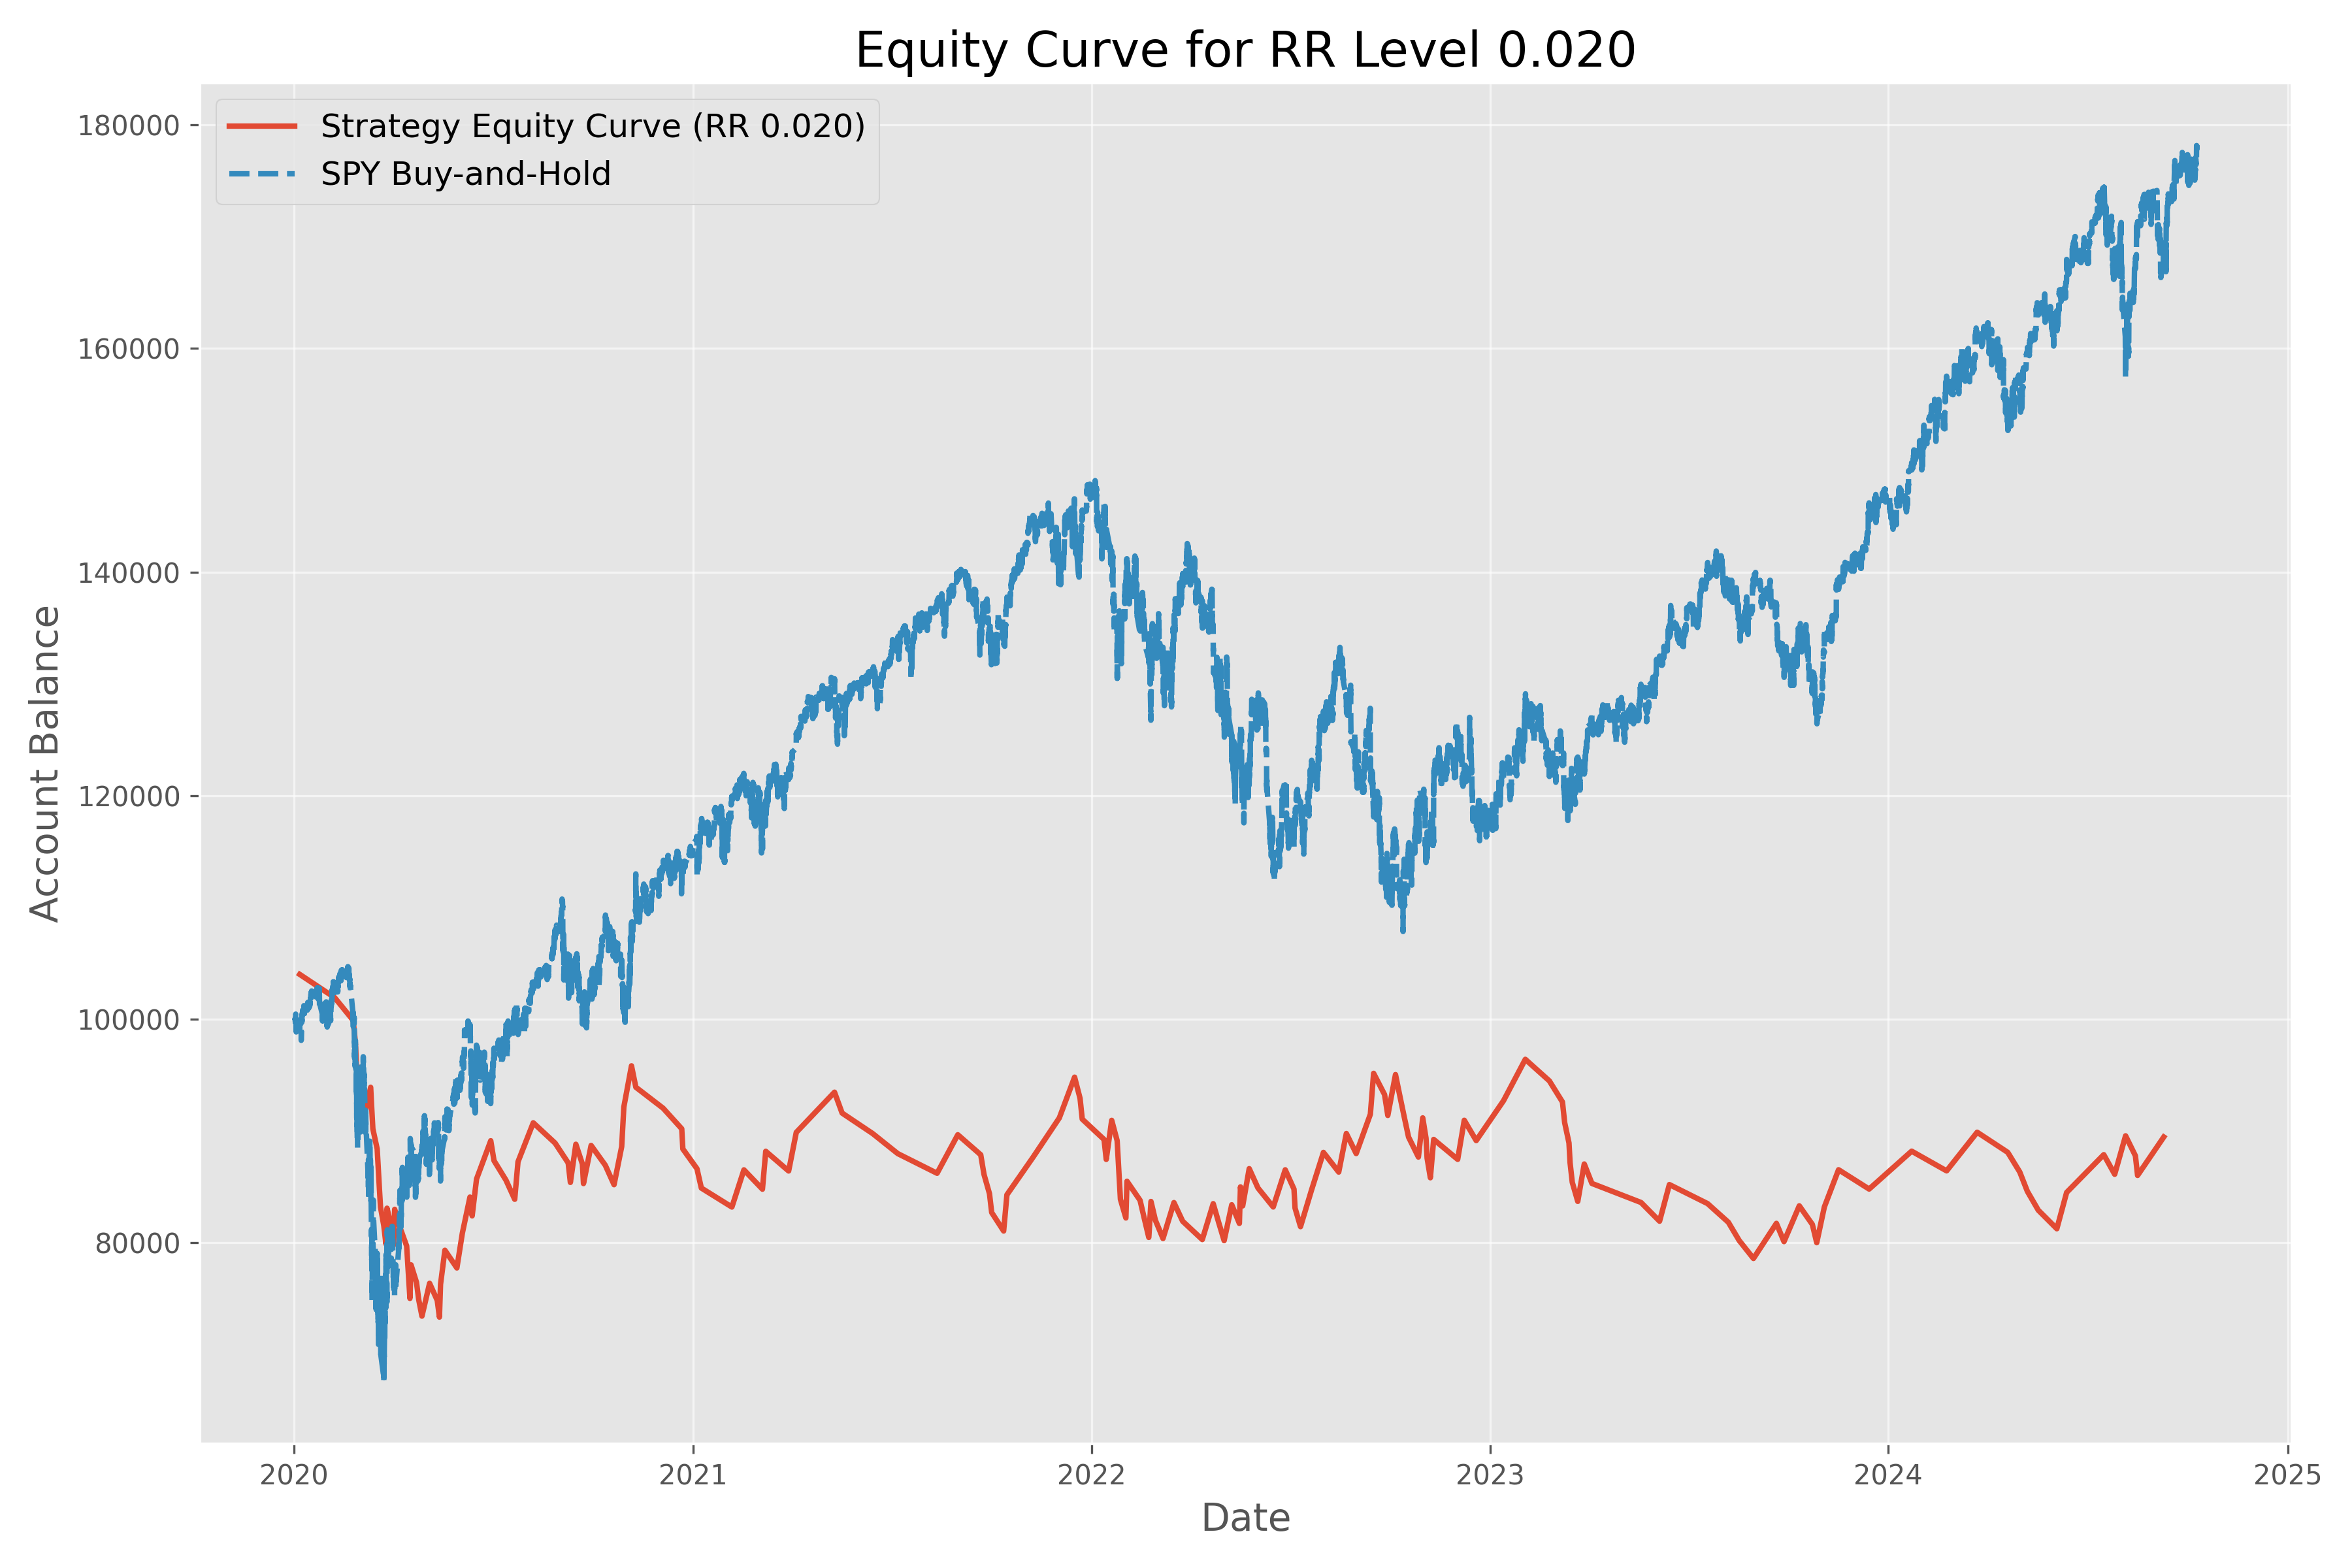 Equity Curve for RR Level 0.020
Strategy Equity Curve (RR 0.020)
SPY Buy-and-Hold
180000
160000
140000
120000
100000
80000
Account Balance
2020 2021 2022 2023 2024 2025
Date